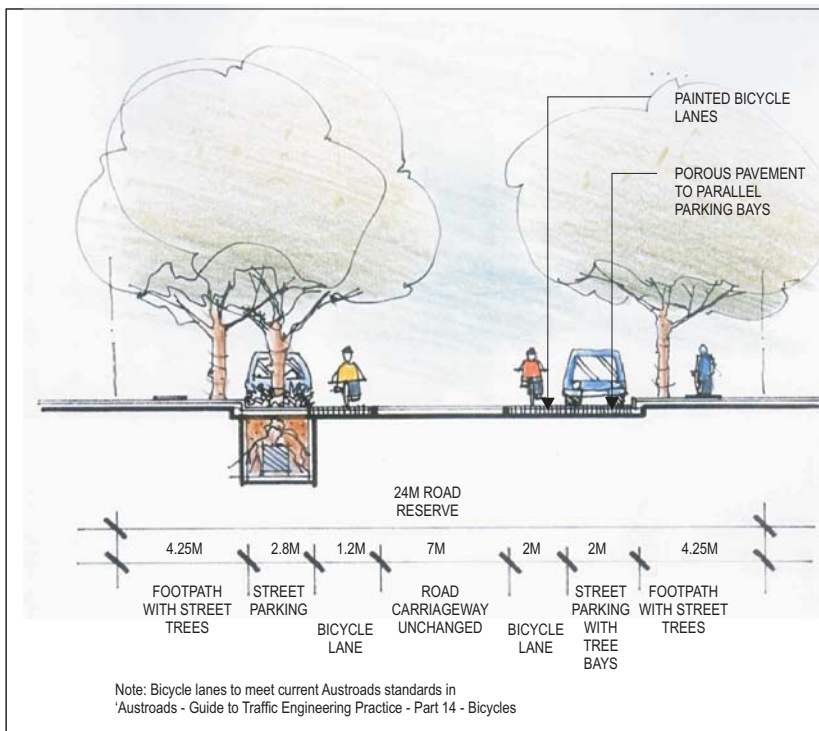 PAINTED BICYCLE
LANES
POROUS PAVEMENT
TO PARALLEL
PARKING BAYS
24M ROAD
RESERVE
4.25M
2.8M
1.2M
7M
2M
2M
4.25M
FOOTPATH
WITH STREET
TREES
STREET
PARKING
BICYCLE
LANE
ROAD
CARRIAGEWAY
UNCHANGED
BICYCLE
LANE
STREET
PARKING
WITH
TREE
BAYS
FOOTPATH
WITH STREET
TREES
Note: Bicycle lanes to meet current Austroads standards in
'Austroads - Guide to Traffic Engineering Practice - Part 14 - Bicycles